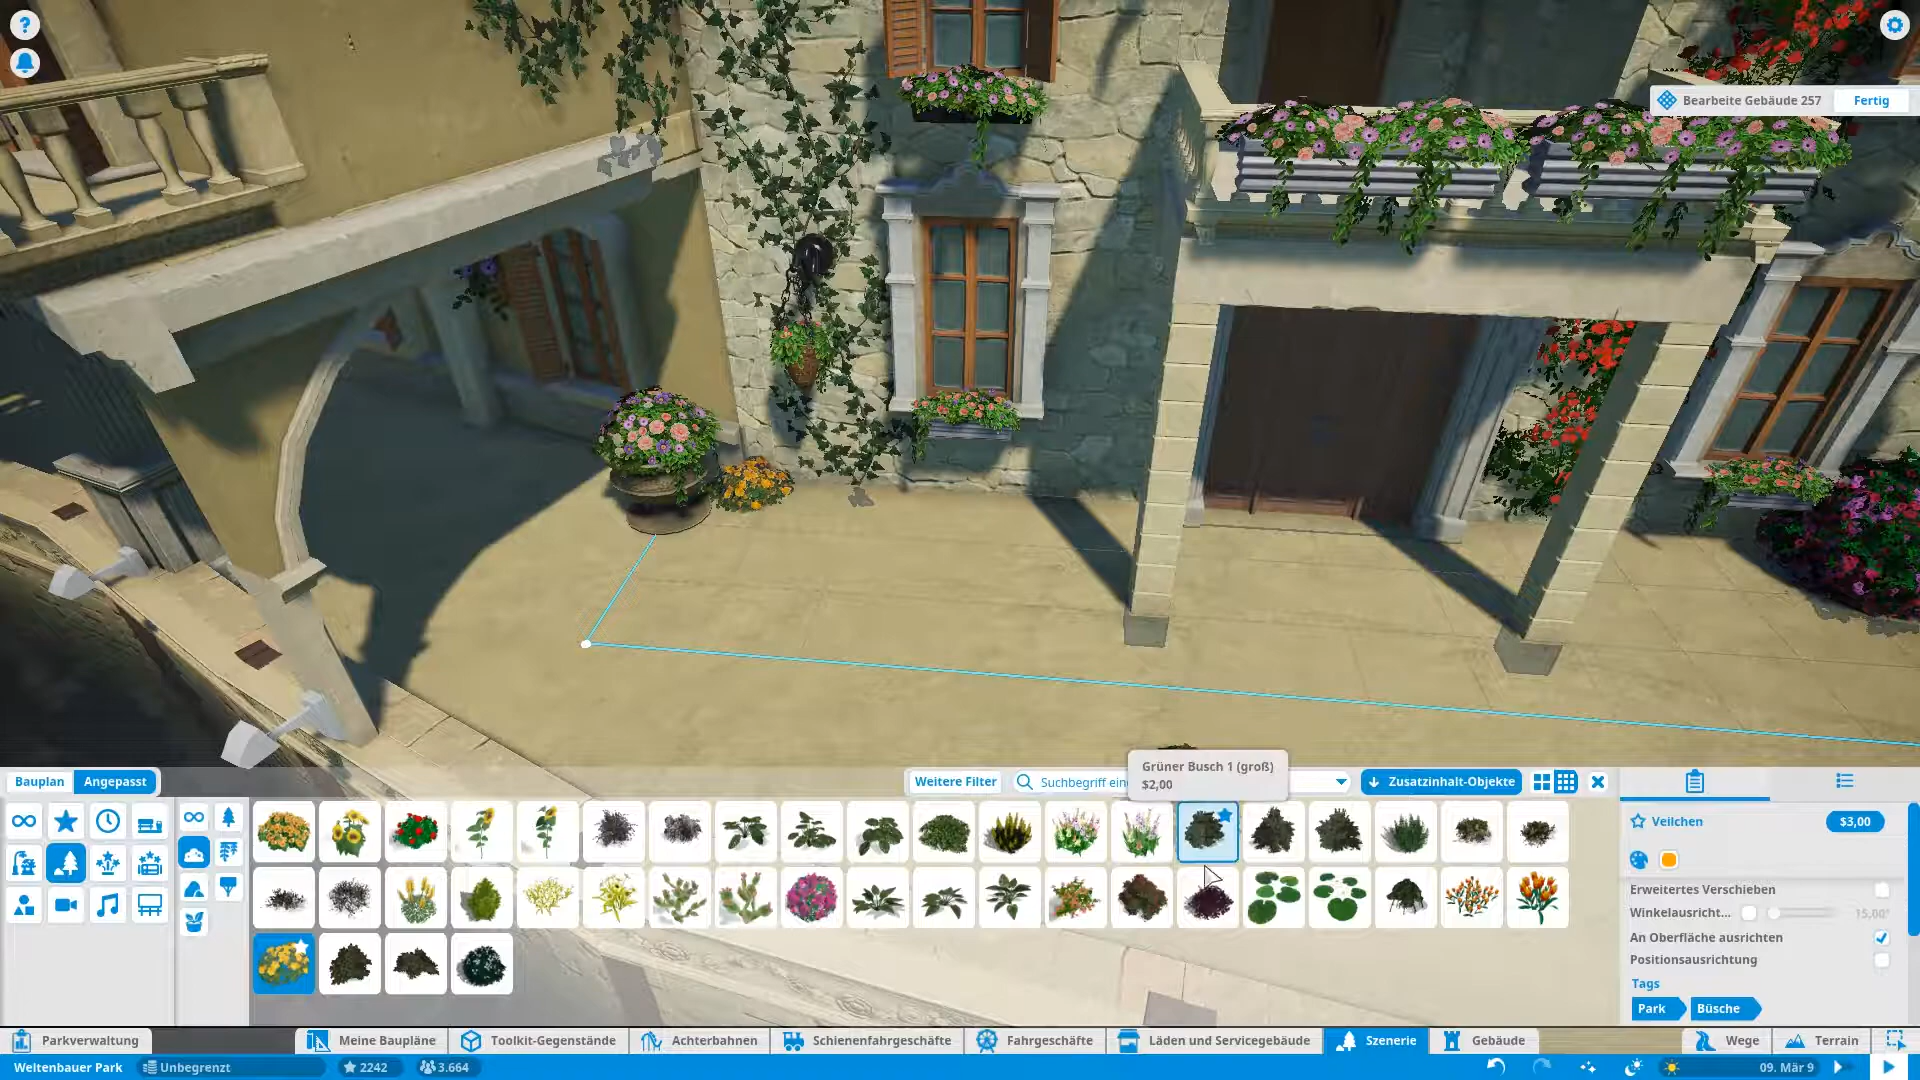 ?
Bearbeite Gebäude 257
Fertig
Bauplan
Angepasst
Weitere Filter
Suchbegriff ein
Grüner Busch 1 (groß)
$2,00
Zusatzinhalt-Objekte
Veilchen
$3,00
Erweitertes Verschieben
Winkelausricht...
15,00°
An Oberfläche ausrichten
Positionsausrichtung
Tags
Park
Büsche
Parkverwaltung
Meine Baupläne
Toolkit-Gegenstände
Achterbahnen
Schienenfahrgeschäfte
Fahrgeschäfte
Läden und Servicegebäude
Szenerie
Gebäude
Wege
Terrain
Weltenbauer Park
Unbegrenzt
2242
3.664
09. Mär 9